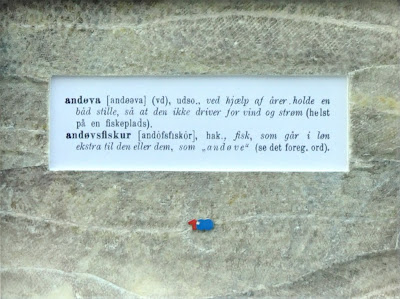 andøva [andøøva] (vd), udso., ved hjælp af årer holde en
båd stille, så at den ikke driver for vind og strøm (helst
på en fiskeplads).
andøvsfiskur [andófsfiskör], hak., fisk, som går i løn
ekstra til den eller dem, som „andøve“ (se det foreg. ord).